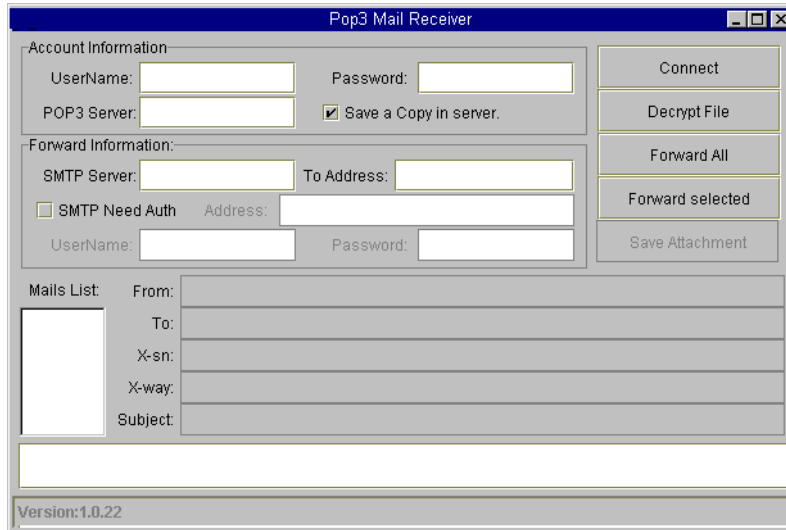 Pop3 Mail Receiver
Account Information
UserName: Password:
POP3 Server: Save a Copy in server.
Connect
Decrypt File
Forward All
Forward selected
Save Attachment
Forward Information:
SMTP Server: To Address:
SMTP Need Auth Address:
UserName: Password:
Mails List: From:
To:
X-sn:
X-way:
Subject:
Version:1.0.22